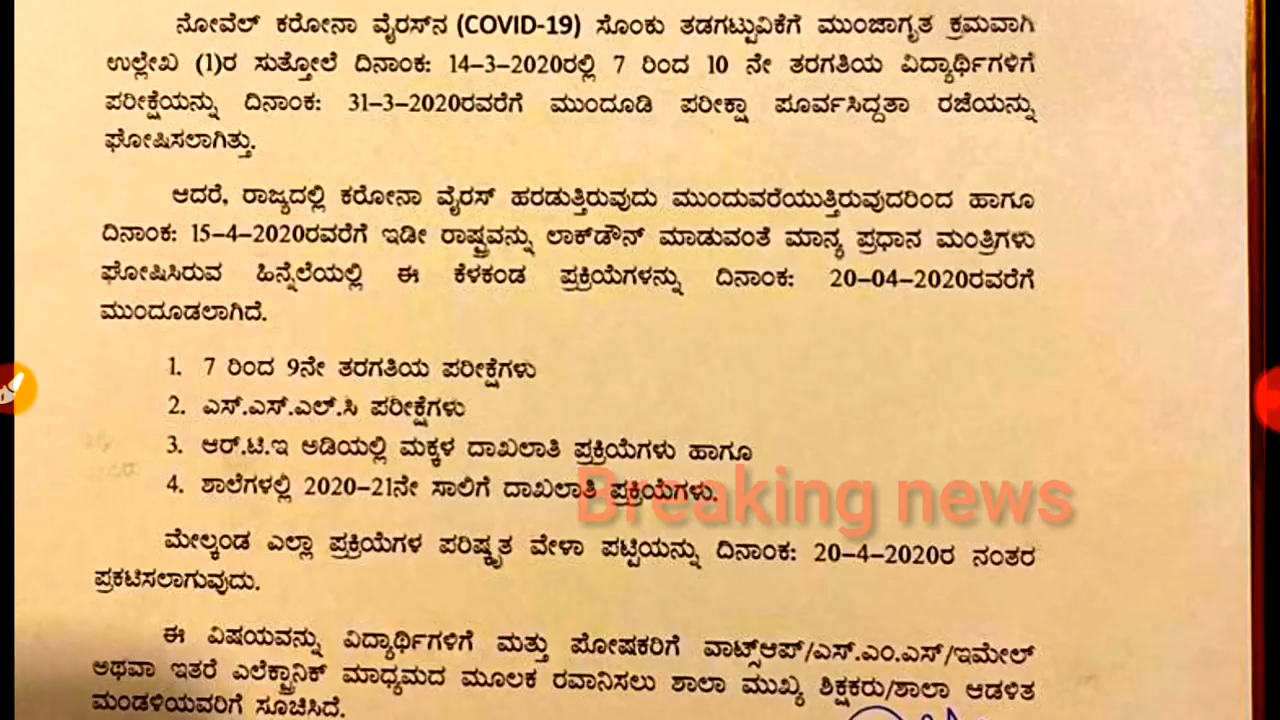 ನೋವೆಲ್ ಕರೋನಾ ವೈರಸ್‌ನ (COVID-19) ಸೊಂಕು ತಡಗಟ್ಟುವಿಕೆಗೆ ಮುಂಜಾಗೃತ ಕ್ರಮವಾಗಿ
ಉಲ್ಲೇಖ (1)ರ ಸುತ್ತೋಲೆ ದಿನಾಂಕ: 14-3-2020ರಲ್ಲಿ 7 ರಿಂದ 10 ನೇ ತರಗತಿಯ ವಿದ್ಯಾರ್ಥಿಗಳಿಗೆ
ಪರೀಕ್ಷೆಯನ್ನು ದಿನಾಂಕ: 31-3-2020ರವರೆಗೆ ಮುಂದೂಡಿ ಪರೀಕ್ಷಾ ಪೂರ್ವಸಿದ್ದತಾ ರಜೆಯನ್ನು
ಘೋಷಿಸಲಾಗಿತ್ತು.
ಆದರೆ, ರಾಜ್ಯದಲ್ಲಿ ಕರೋನಾ ವೈರಸ್ ಹರಡುತ್ತಿರುವುದು ಮುಂದುವರೆಯುತ್ತಿರುವುದರಿಂದ ಹಾಗೂ
ದಿನಾಂಕ: 15-4-2020ರವರೆಗೆ ಇಡೀ ರಾಷ್ಟ್ರವನ್ನು ಲಾಕ್‌ಡೌನ್ ಮಾಡುವಂತೆ ಮಾನ್ಯ ಪ್ರಧಾನ ಮಂತ್ರಿಗಳು
ಘೋಷಿಸಿರುವ ಹಿನ್ನೆಲೆಯಲ್ಲಿ ಈ ಕೆಳಕಂಡ ಪ್ರಕ್ರಿಯೆಗಳನ್ನು ದಿನಾಂಕ: 20-04-2020ರವರೆಗೆ
ಮುಂದೂಡಲಾಗಿದೆ.
1. 7 ರಿಂದ 9ನೇ ತರಗತಿಯ ಪರೀಕ್ಷೆಗಳು
2. ಎಸ್.ಎಸ್.ಎಲ್.ಸಿ ಪರೀಕ್ಷೆಗಳು
3. ಆರ್.ಟಿ.ಇ ಅಡಿಯಲ್ಲಿ ಮಕ್ಕಳ ದಾಖಲಾತಿ ಪ್ರಕ್ರಿಯೆಗಳು ಹಾಗೂ
4. ಶಾಲೆಗಳಲ್ಲಿ 2020-21ನೇ ಸಾಲಿಗೆ ದಾಖಲಾತಿ ಪ್ರಕ್ರಿಯೆಗಳು.
Breaking news
ಮೇಲ್ಕಂಡ ಎಲ್ಲಾ ಪ್ರಕ್ರಿಯೆಗಳ ಪರಿಷ್ಕೃತ ವೇಳಾ ಪಟ್ಟಿಯನ್ನು ದಿನಾಂಕ: 20-4-2020ರ ನಂತರ
ಪ್ರಕಟಿಸಲಾಗುವುದು.
ಈ ವಿಷಯವನ್ನು ವಿದ್ಯಾರ್ಥಿಗಳಿಗೆ ಮತ್ತು ಪೋಷಕರಿಗೆ ವಾಟ್ಸ್‌ಆಪ್/ಎಸ್.ಎಂ.ಎಸ್/ಇಮೇಲ್
ಅಥವಾ ಇತರೆ ಎಲೆಕ್ಟ್ರಾನಿಕ್ ಮಾಧ್ಯಮದ ಮೂಲಕ ರವಾನಿಸಲು ಶಾಲಾ ಮುಖ್ಯ ಶಿಕ್ಷಕರು/ಶಾಲಾ ಆಡಳಿತ
ಮಂಡಳಿಯವರಿಗೆ ಸೂಚಿಸಿದೆ.